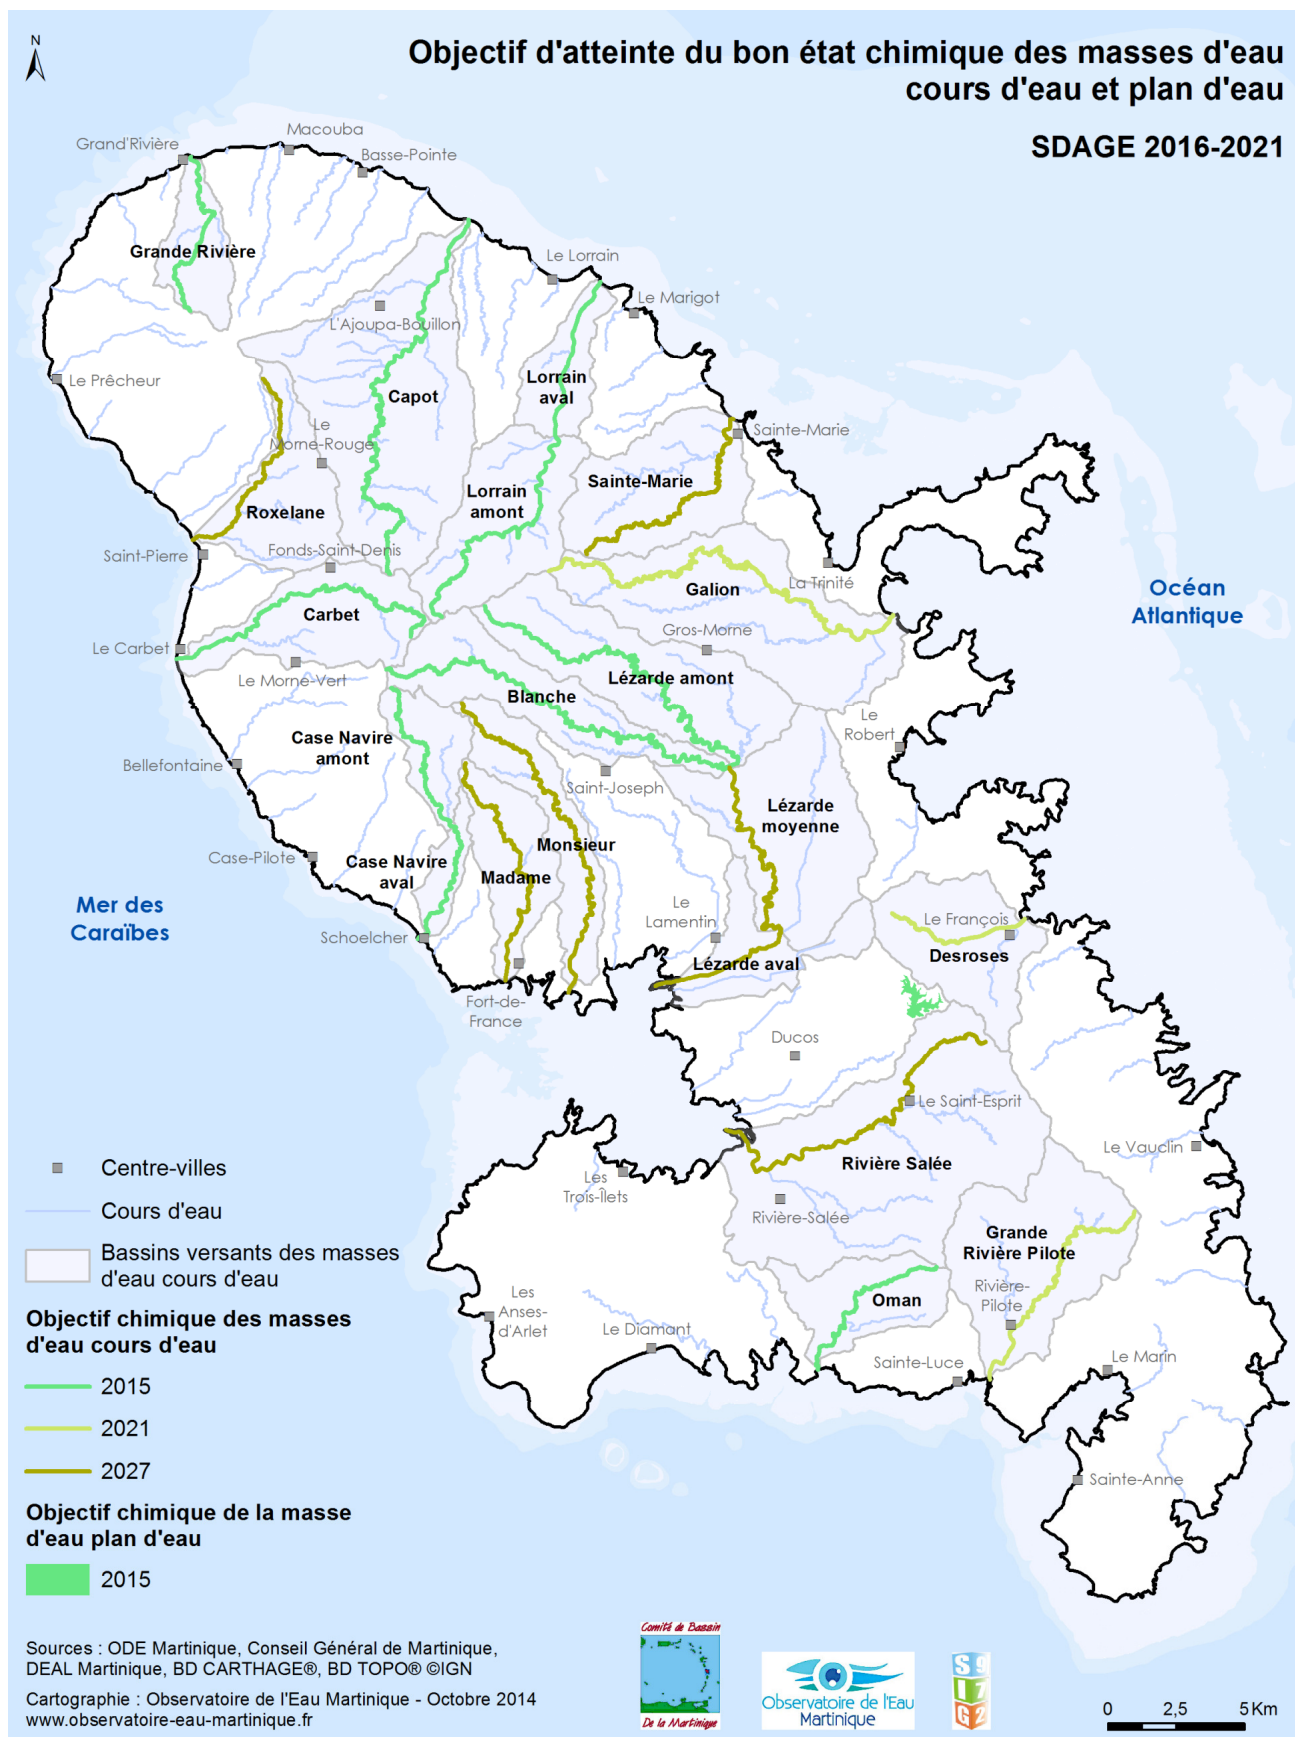 N
Objectif d'atteinte du bon état chimique des masses d'eau
cours d'eau et plan d'eau
SDAGE 2016-2021
Macouba
Grand'Rivière
Basse-Pointe
Grande Rivière
Le Lorrain
Le Marigot
L'Ajoupa-Bouillon
Le Prêcheur
Capot
Lorrain
aval
Le
Morne-Rouge
Sainte-Marie
Sainte-Marie
Lorrain
amont
Roxelane
Saint-Pierre
Fonds-Saint-Denis
La Trinité
Galion
Océan
Atlantique
Carbet
Gros-Morne
Le Carbet
Le Morne-Vert
Lézarde amont
Blanche
Le
Robert
Case Navire
amont
Bellefontaine
Saint-Joseph
Lézarde
moyenne
Monsieur
Case-Pilote
Case Navire
aval
Madame
Mer des
Caraïbes
Le
Lamentin
Le François
Schoelcher
Desroses
Lézarde aval
Fort-de-
France
Ducos
Le Saint-Esprit
Le Vauclin
Rivière Salée
Les
Trois-Îlets
Rivière-Salée
Grande
Rivière Pilote
Rivière-
Pilote
Oman
Les
Anses-
d'Arlet
Le Diamant
Sainte-Luce
Le Marin
Sainte-Anne
Centre-villes
Cours d'eau
Bassins versants des masses
d'eau cours d'eau
Objectif chimique des masses
d'eau cours d'eau
2015
2021
2027
Objectif chimique de la masse
d'eau plan d'eau
2015
Sources : ODE Martinique, Conseil Général de Martinique,
DEAL Martinique, BD CARTHAGE®, BD TOPO® ©IGN
Cartographie : Observatoire de l'Eau Martinique - Octobre 2014
www.observatoire-eau-martinique.fr
Comité de Bassin
De la Martinique
Observatoire de l'Eau
Martinique
S 9
I 7
G 2
0 2,5 5 Km